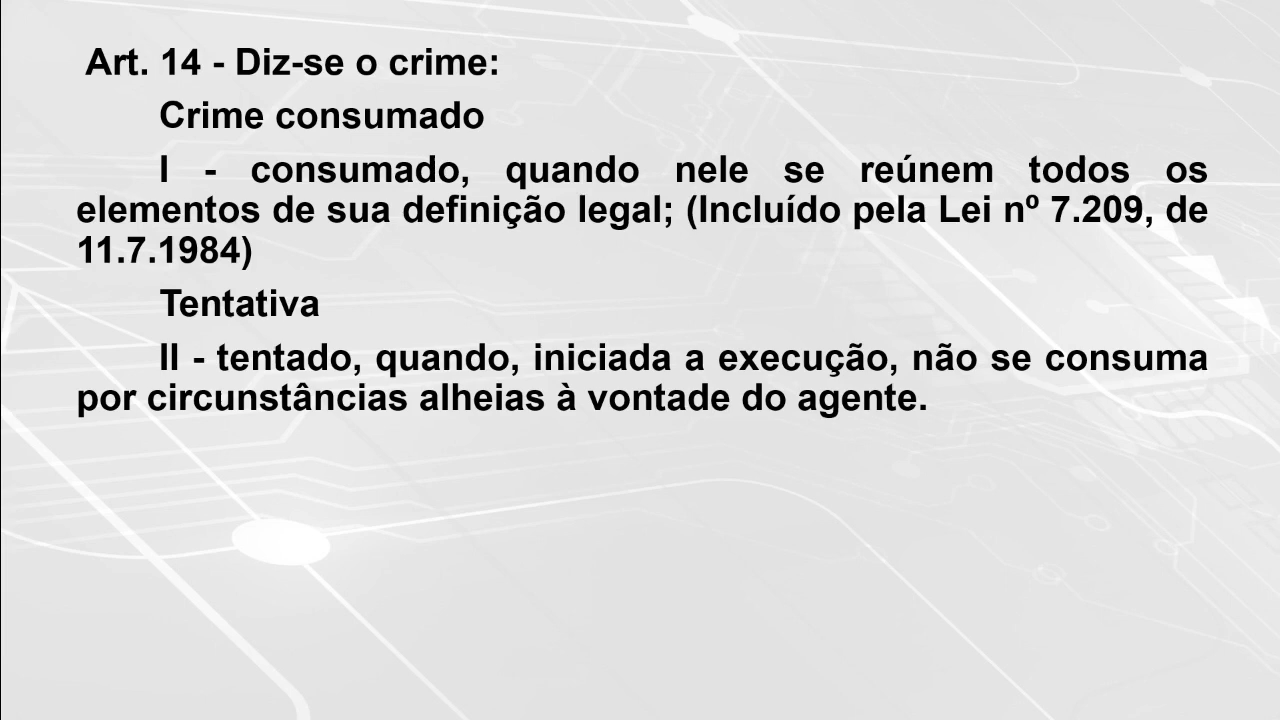 Art. 14 - Diz-se o crime:
Crime consumado
I - consumado, quando nele se reúnem todos os
elementos de sua definição legal; (Incluído pela Lei nº 7.209, de
11.7.1984)
Tentativa
II - tentado, quando, iniciada a execução, não se consuma
por circunstâncias alheias à vontade do agente.